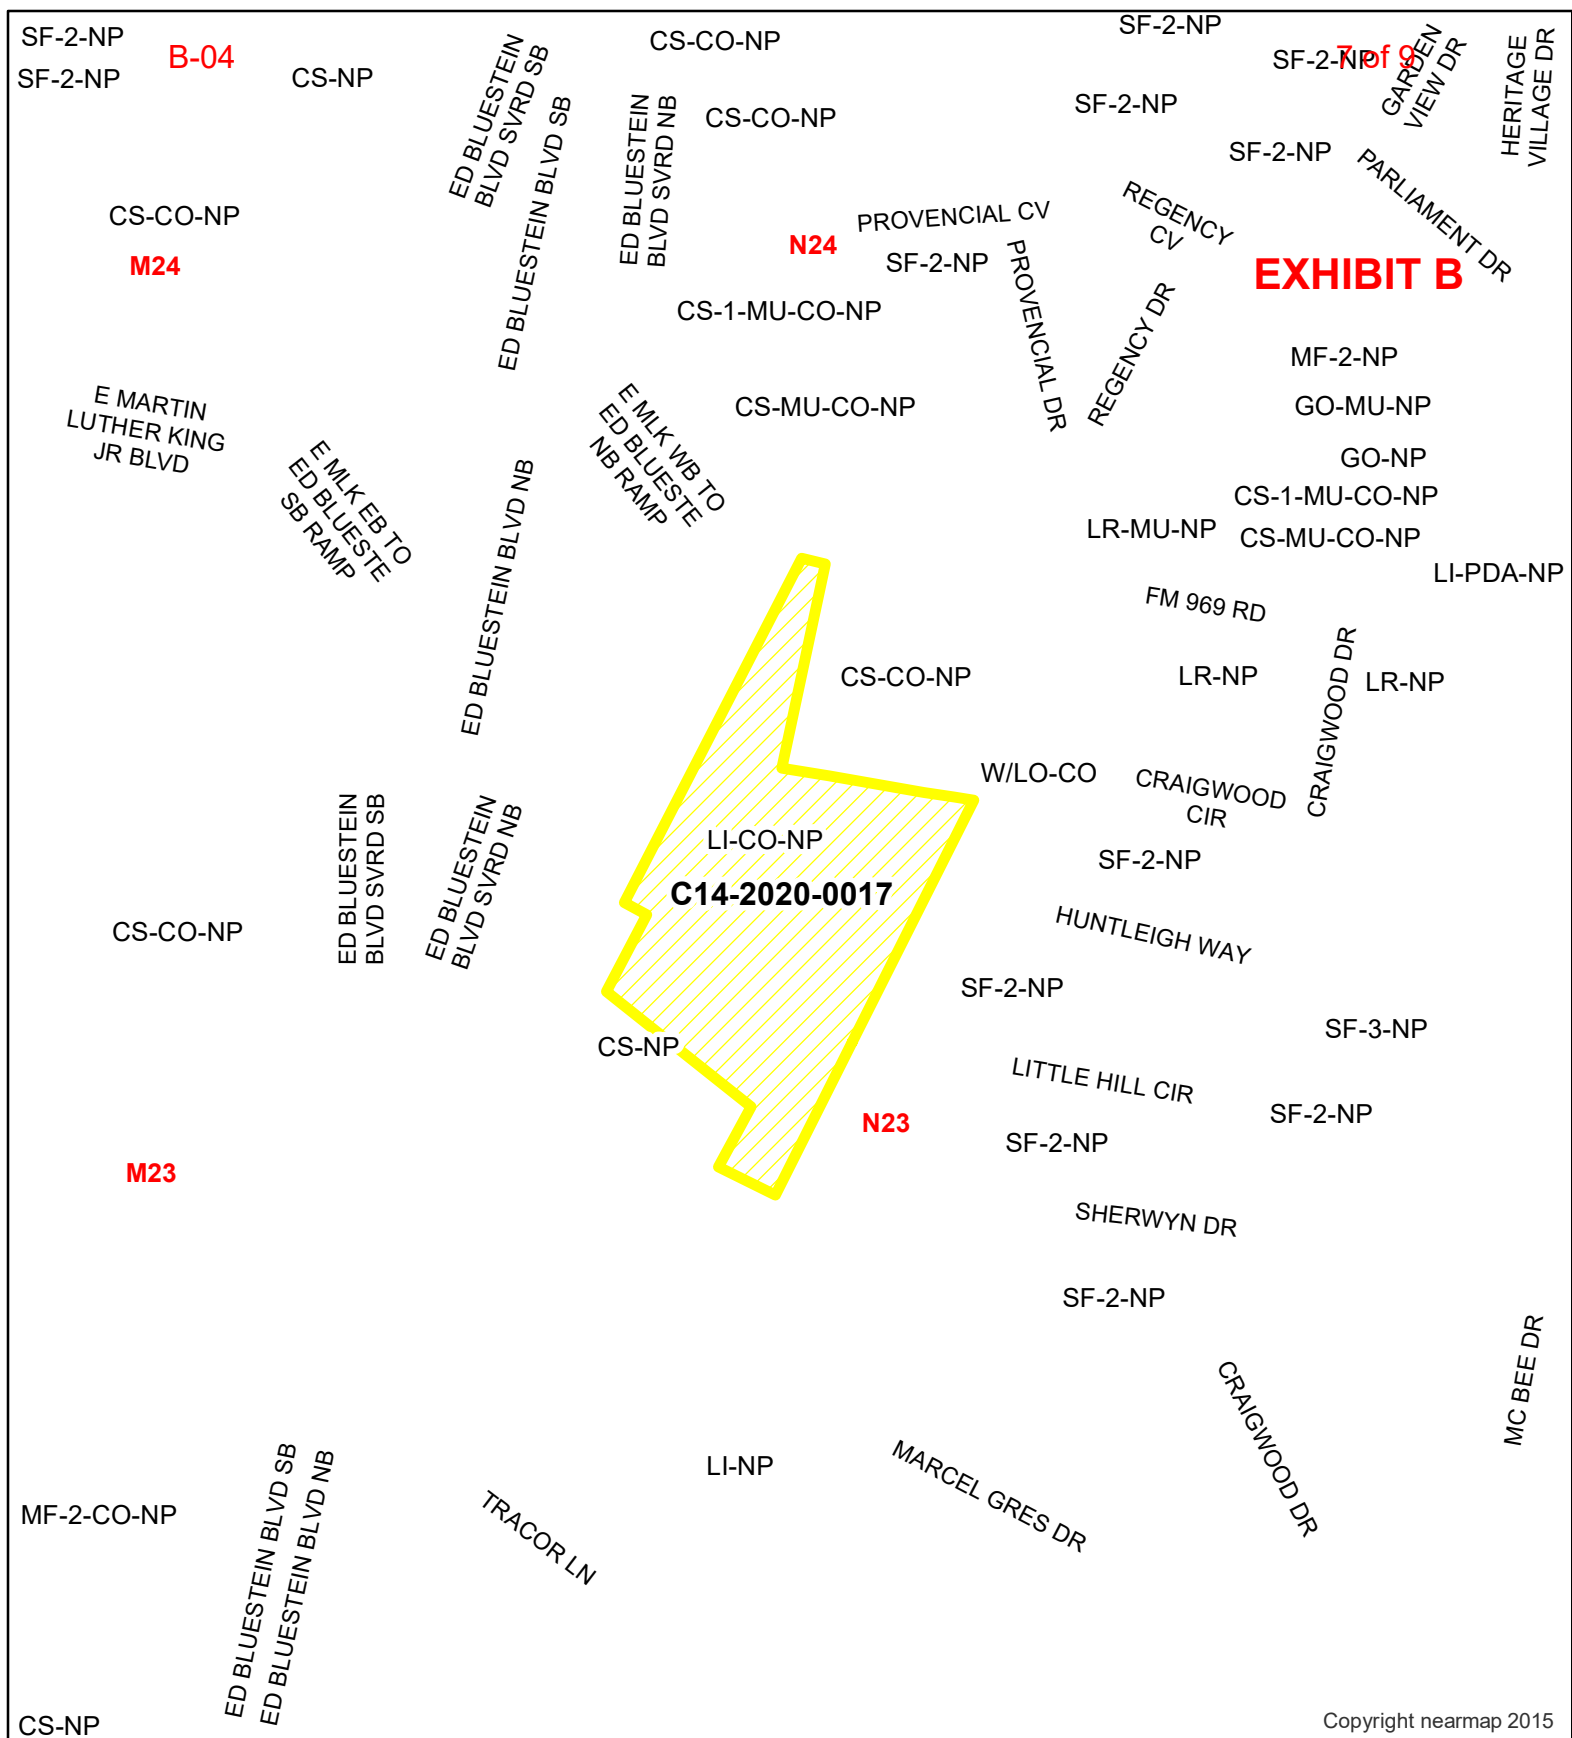 SF-2-NP
B-04
SF-2-NP
CS-NP
ED BLUESTEIN
BLVD SVRD SB
CS-CO-NP
SF-2-NP
SF-2-NP
7 of 9
GARDEN
VIEW DR
HERITAGE
VILLAGE DR
ED BLUESTEIN BLVD SB
ED BLUESTEIN
BLVD SVRD NB
CS-CO-NP
SF-2-NP
SF-2-NP
PARLIAMENT DR
CS-CO-NP
M24
PROVENCIAL CV
REGENCY
CV
N24
SF-2-NP
PROVENCIAL DR
EXHIBIT B
CS-1-MU-CO-NP
REGENCY DR
MF-2-NP
E MARTIN
LUTHER KING
JR BLVD
E MLK EB TO
ED BLUESTE
SB RAMP
E MLK WB TO
ED BLUESTE
NB RAMP
CS-MU-CO-NP
GO-MU-NP
GO-NP
CS-1-MU-CO-NP
LR-MU-NP
CS-MU-CO-NP
LI-PDA-NP
ED BLUESTEIN BLVD NB
FM 969 RD
CS-CO-NP
LR-NP
CRAIGWOOD DR
LR-NP
W/LO-CO
CRAIGWOOD
CIR
ED BLUESTEIN
BLVD SVRD SB
ED BLUESTEIN
BLVD SVRD NB
LI-CO-NP
C14-2020-0017
SF-2-NP
CS-CO-NP
HUNTLEIGH WAY
SF-2-NP
SF-3-NP
CS-NP
LITTLE HILL CIR
N23
SF-2-NP
SF-2-NP
M23
SHERWYN DR
SF-2-NP
MC BEE DR
CRAIGWOOD DR
LI-NP
MARCEL GRES DR
MF-2-CO-NP
ED BLUESTEIN BLVD SB
ED BLUESTEIN BLVD NB
TRACOR LN
CS-NP
Copyright nearmap 2015